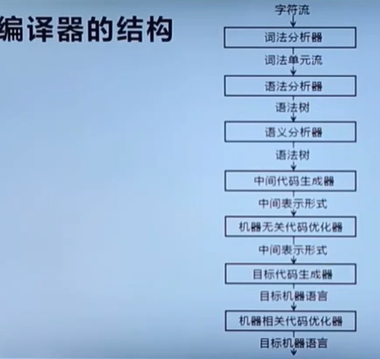 编译器的结构
字符流
词法分析器
词法单元流
语法分析器
语法树
语义分析器
语法树
中间代码生成器
中间表示形式
机器无关代码优化器
中间表示形式
目标代码生成器
目标机器语言
机器相关代码优化器
目标机器语言